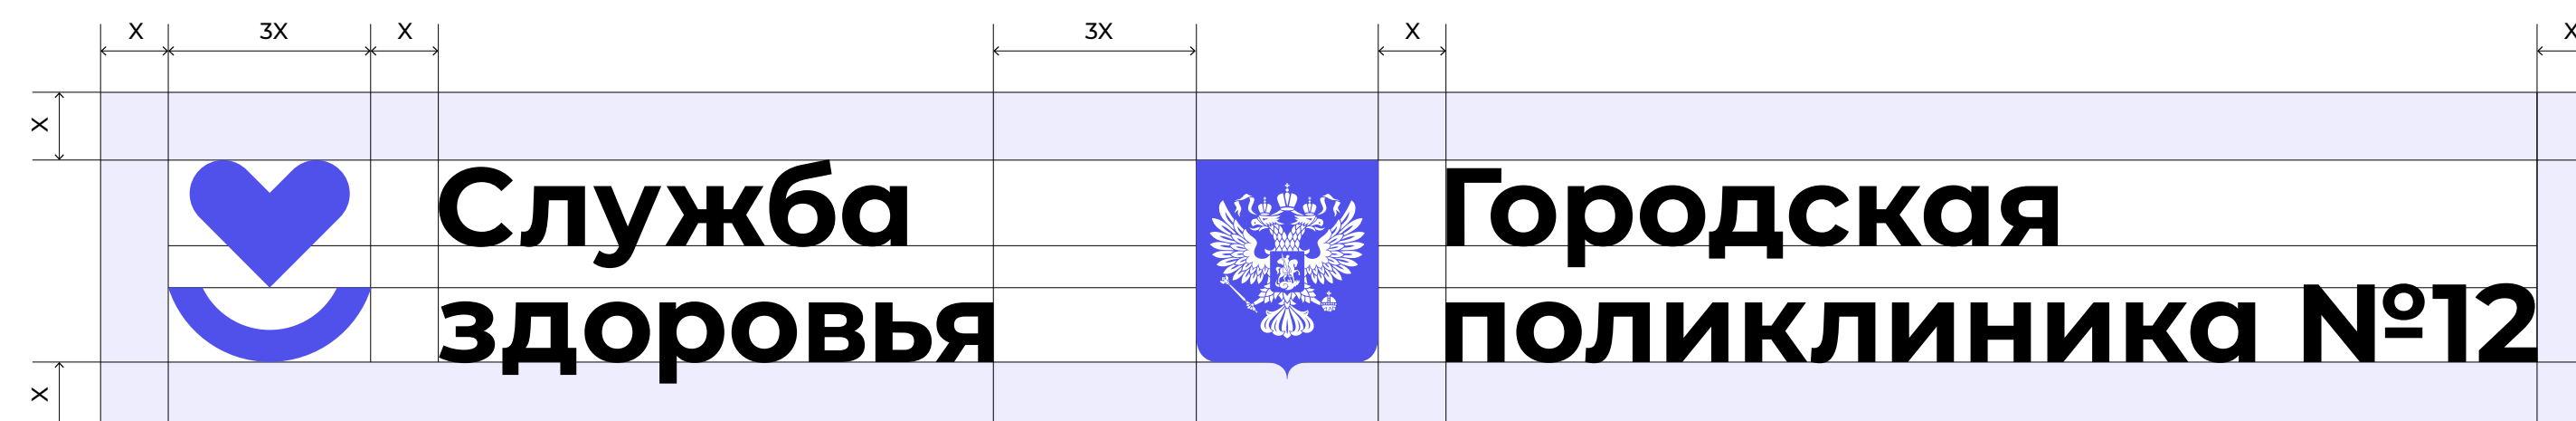 X 3X X 3X X X
X
Служба
здоровья
Городская
поликлиника №12
X